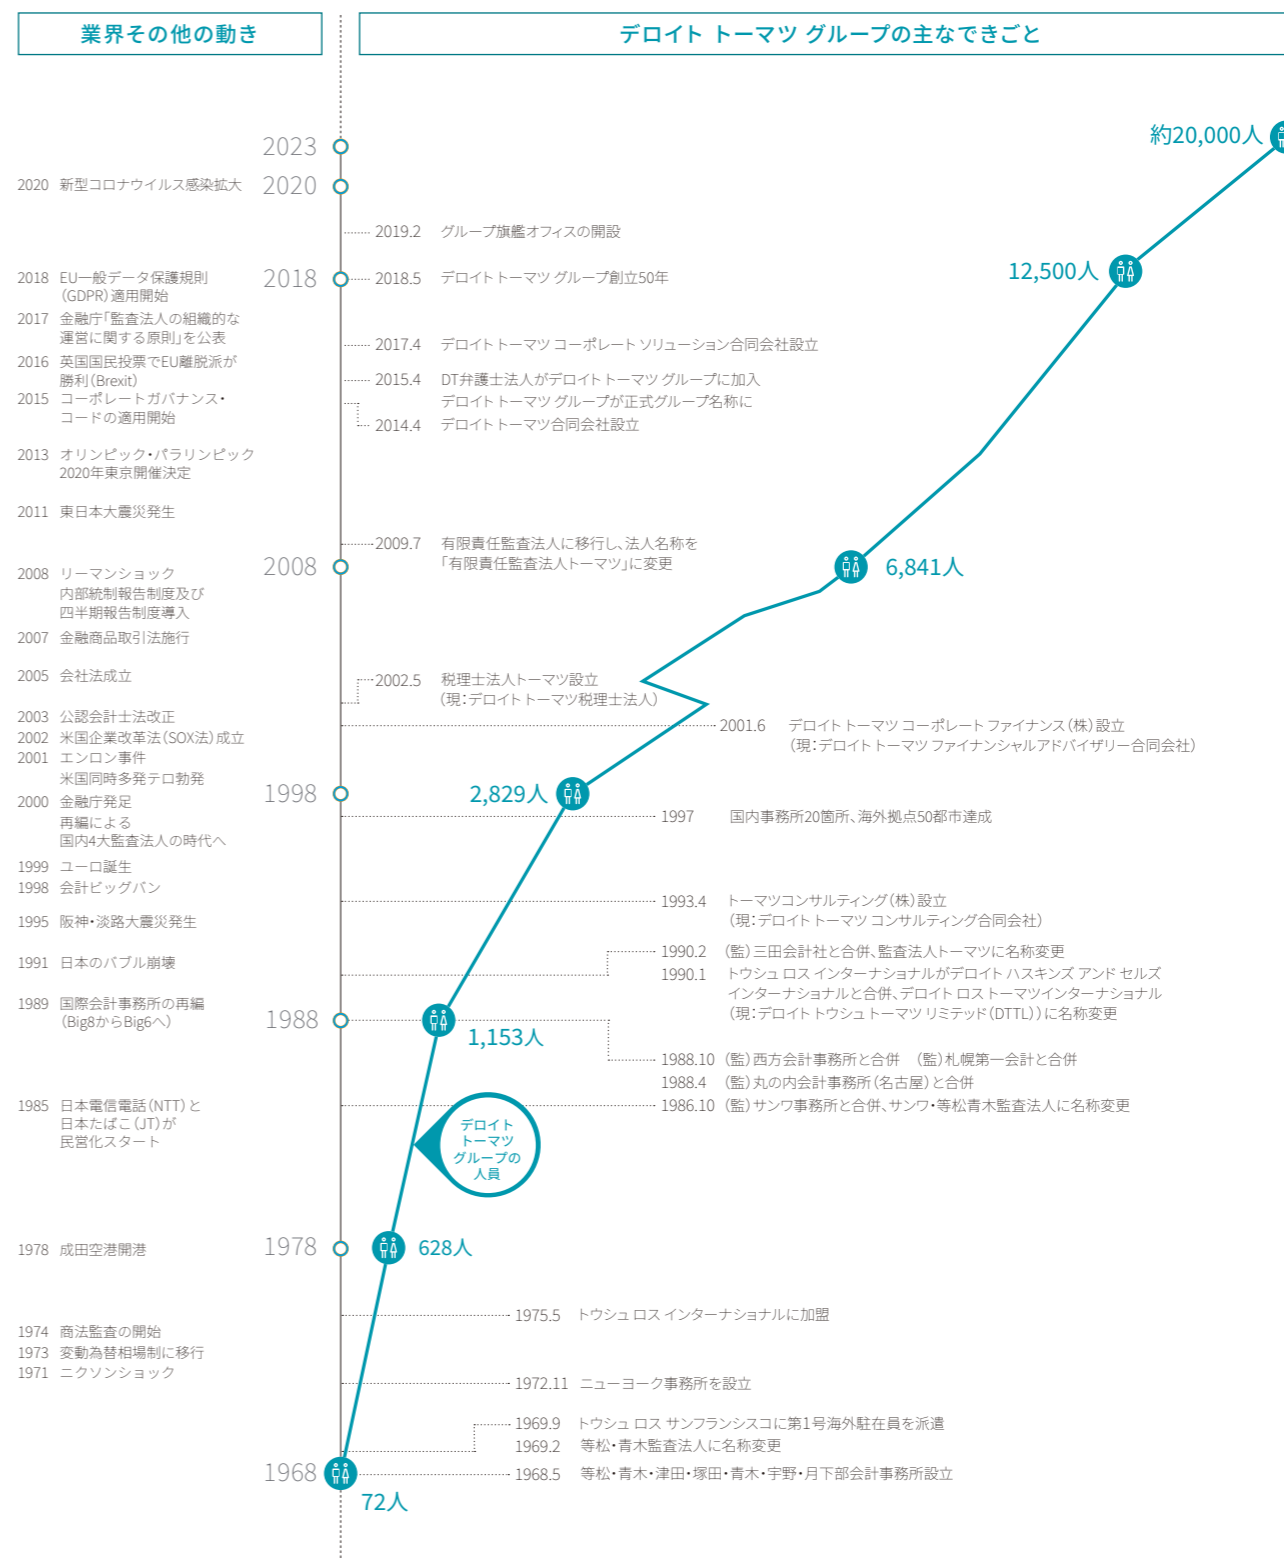 業界その他の動き
デロイト トーマツ グループの主なできごと
2023
約20,000人
2020 新型コロナウイルス感染拡大
2020
2019.2 グループ旗艦オフィスの開設
12,500人
2018 EU一般データ保護規則
（GDPR）適用開始
2018
2018.5 デロイトトーマツ グループ創立50年
2017 金融庁「監査法人の組織的な
運営に関する原則」を公表
2017.4 デロイトトーマツ コーポレート ソリューション合同会社設立
2016 英国国民投票でEU離脱派が
勝利（Brexit）
2015.4 DT弁護士法人がデロイトトーマツ グループに加入
デロイトトーマツ グループが正式グループ名称に
2015 コーポレートガバナンス・
コードの適用開始
2014.4 デロイトトーマツ合同会社設立
2013 オリンピック・パラリンピック
2020年東京開催決定
2011 東日本大震災発生
2009.7 有限責任監査法人に移行し、法人名称を
「有限責任監査法人トーマツ」に変更
2008
6,841人
2008 リーマンショック
内部統制報告制度及び
四半期報告制度導入
2007 金融商品取引法施行
2005 会社法成立
2002.5 税理士法人トーマツ設立
（現：デロイトトーマツ税理士法人）
2003 公認会計士法改正
2001.6 デロイトトーマツ コーポレート ファイナンス（株）設立
（現：デロイトトーマツ ファイナンシャルアドバイザリー合同会社）
2002 米国企業改革法（SOX法）成立
2001 エンロン事件
米国同時多発テロ勃発
2000 金融庁発足
再編による
国内4大監査法人の時代へ
1998
2,829人
1997 国内事務所20箇所、海外拠点50都市達成
1999 ユーロ誕生
1998 会計ビッグバン
1993.4 トーマツコンサルティング（株）設立
（現：デロイトトーマツ コンサルティング合同会社）
1995 阪神・淡路大震災発生
1990.2 （監）三田会計社と合併、監査法人トーマツに名称変更
1991 日本のバブル崩壊
1990.1 トウシュ ロス インターナショナルがデロイト ハスキンズ アンド セルズ
インターナショナルと合併、デロイト ロストーマツインターナショナル
（現：デロイトトウシュトーマツ リミテッド（DTTL））に名称変更
1989 国際会計事務所の再編
（Big8からBig6へ）
1988
1,153人
1988.10 （監）西方会計事務所と合併 （監）札幌第一会計と合併
1988.4 （監）丸の内会計事務所（名古屋）と合併
1986.10 （監）サンワ事務所と合併、サンワ・等松青木監査法人に名称変更
1985 日本電信電話（NTT）と
日本たばこ（JT）が
民営化スタート
デロイト
トーマツ
グループの
人員
1978 成田空港開港
1978
628人
1975.5 トウシュ ロス インターナショナルに加盟
1974 商法監査の開始
1973 変動為替相場制に移行
1971 ニクソンショック
1972.11 ニューヨーク事務所を設立
1969.9 トウシュ ロス サンフランシスコに第1号海外駐在員を派遣
1969.2 等松・青木監査法人に名称変更
1968
1968.5 等松・青木・津田・塚田・青木・宇野・月下部会計事務所設立
72人